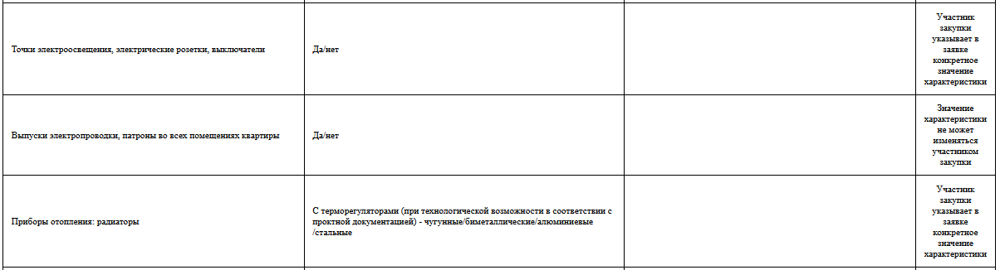 Точки электроосвещения, электрические розетки, выключатели
Да/нет
Участник
закупки
указывает в
заявке
конкретное
значение
характеристики
Выпуски электропроводки, патроны во всех помещениях квартиры
Да/нет
Значение
характеристики
не может
изменяться
участником
закупки
Приборы отопления: радиаторы
С терморегуляторами (при технологической возможности в соответствии с
проктной документацией) - чугунные/биметаллические/алюминиевые
/стальные
Участник
закупки
указывает в
заявке
конкретное
значение
характеристики